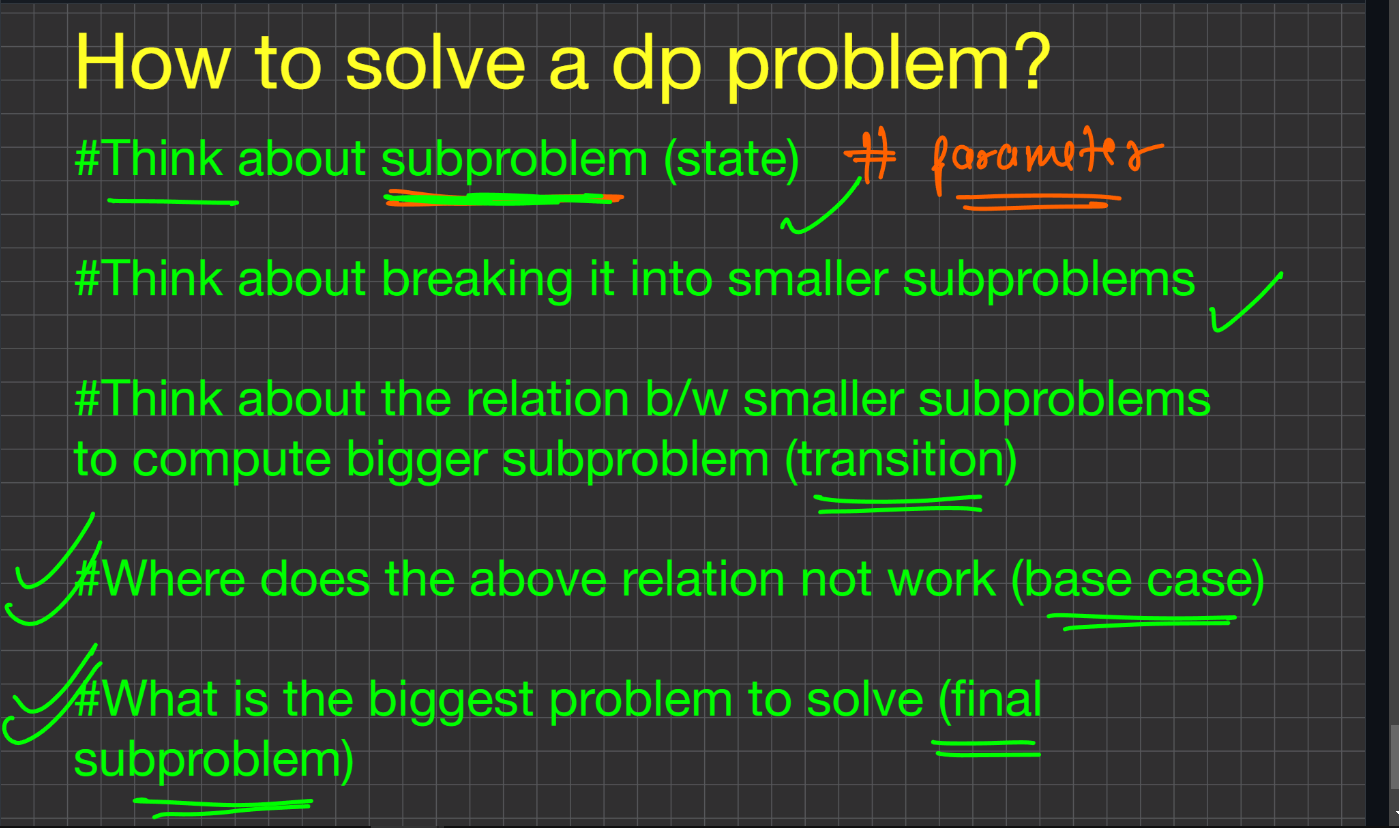 How to solve a dp problem?
#Think about subproblem (state) # parameter
#Think about breaking it into smaller subproblems
#Think about the relation b/w smaller subproblems
to compute bigger subproblem (transition)
#Where does the above relation not work (base case)
#What is the biggest problem to solve (final
subproblem)